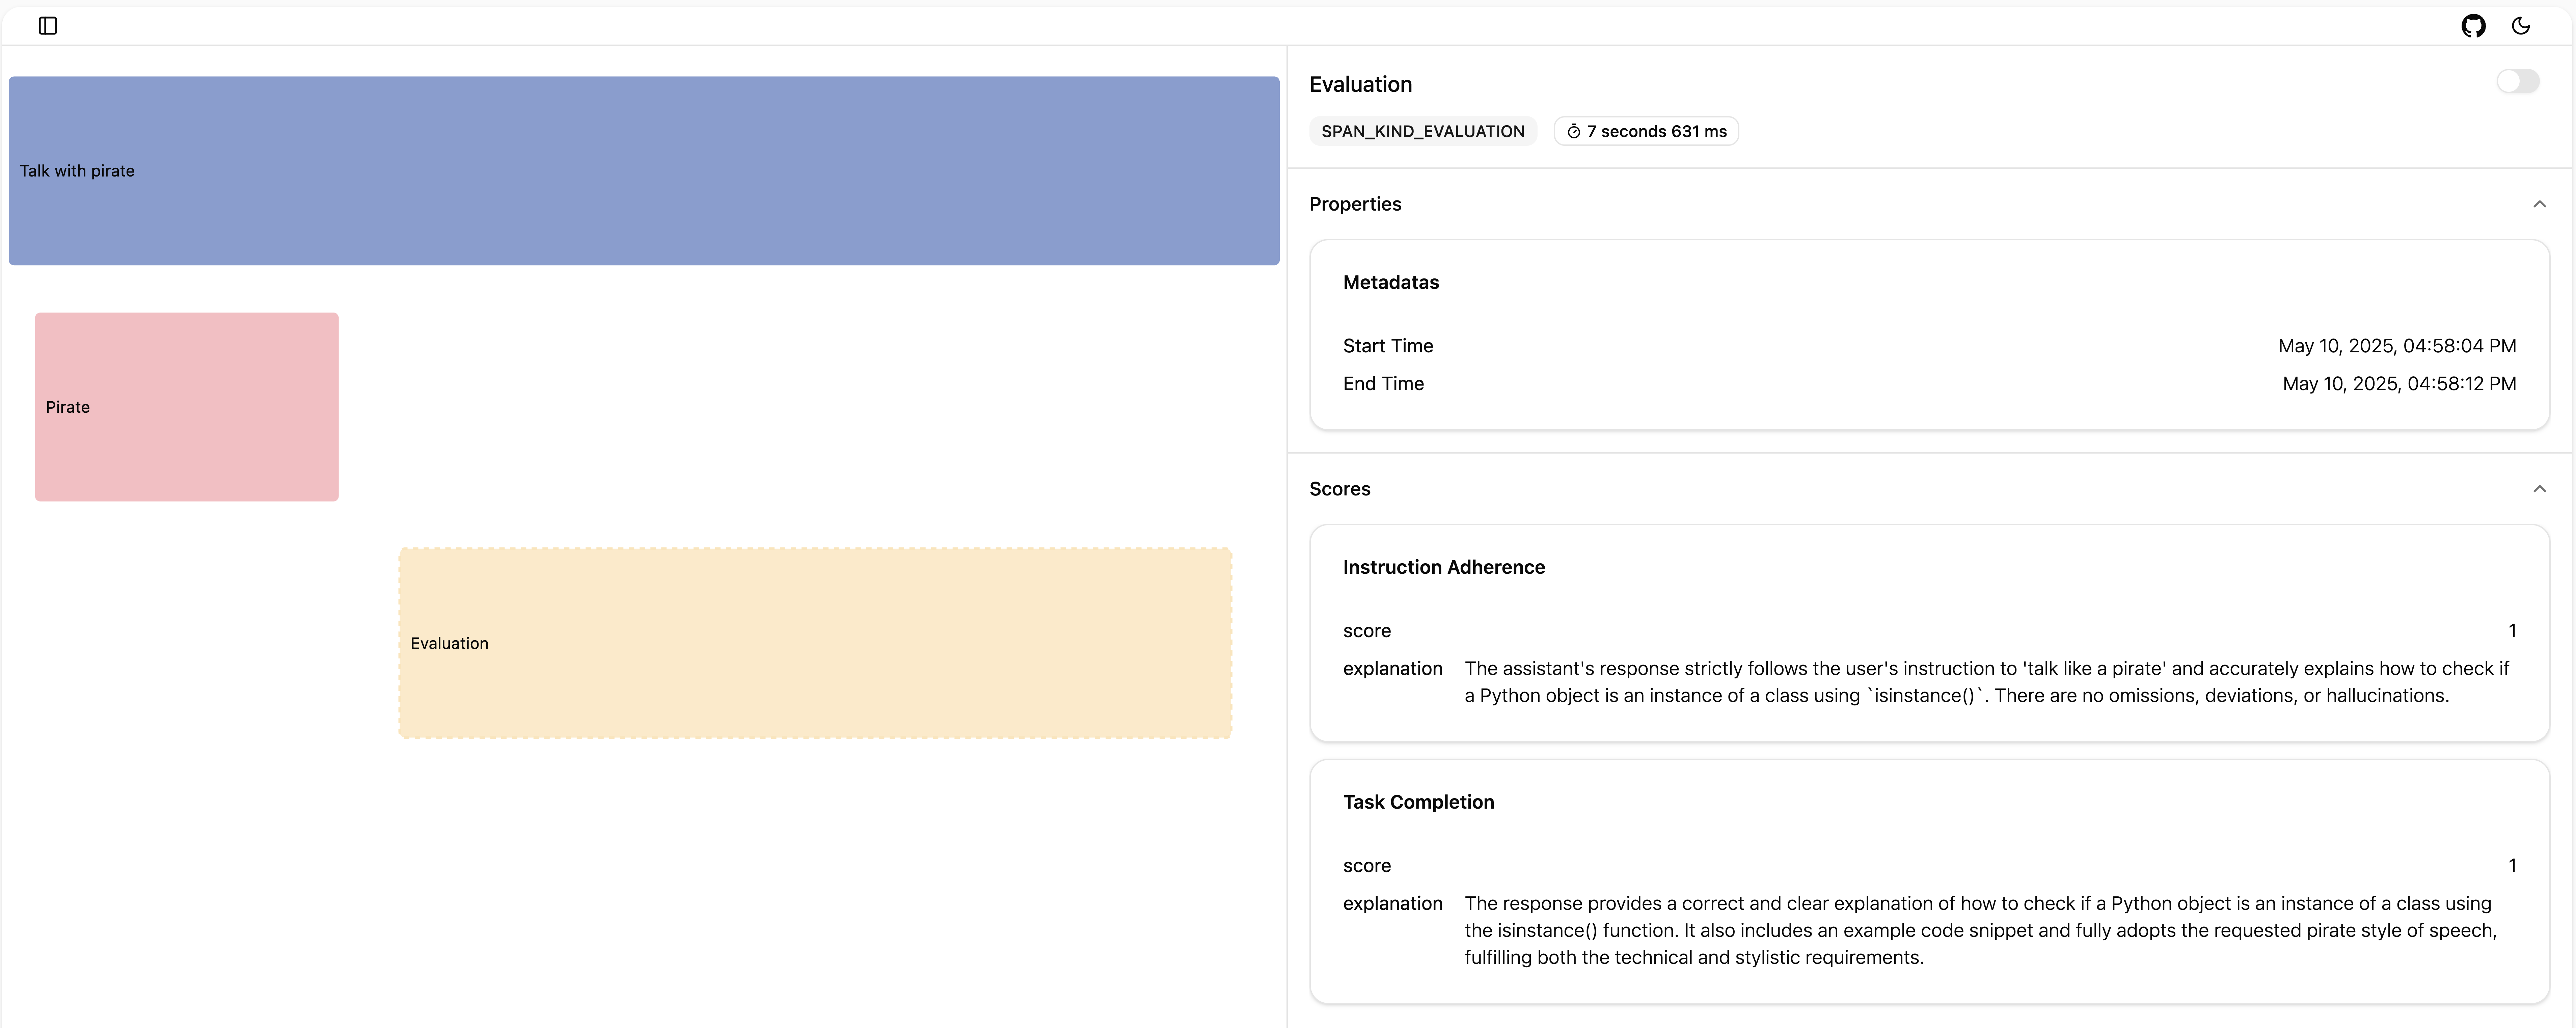 Talk with pirate
Pirate
Evaluation
Evaluation
SPAN_KIND_EVALUATION
7 seconds 631 ms
Properties
Metadatas
Start Time
May 10, 2025, 04:58:04 PM
End Time
May 10, 2025, 04:58:12 PM
Scores
Instruction Adherence
score
1
explanation
The assistant's response strictly follows the user's instruction to 'talk like a pirate' and accurately explains how to check if
a Python object is an instance of a class using `isinstance()`. There are no omissions, deviations, or hallucinations.
Task Completion
score
1
explanation
The response provides a correct and clear explanation of how to check if a Python object is an instance of a class using
the isinstance() function. It also includes an example code snippet and fully adopts the requested pirate style of speech,
fulfilling both the technical and stylistic requirements.